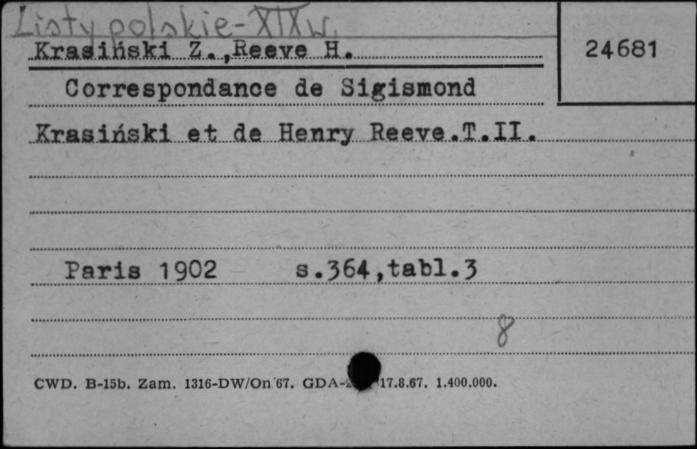 Listy polskie - XIX w.
Krasiński Z.,Reeve H.
24681
Correspondance de Sigismond
Krasiński et de Henry Reeve.T.II.
Paris 1902 s.364,tabl.3
8
CWD. B-15b. Zam. 1316-DW/On 67. GDA- 17.8.67. 1.400.000.